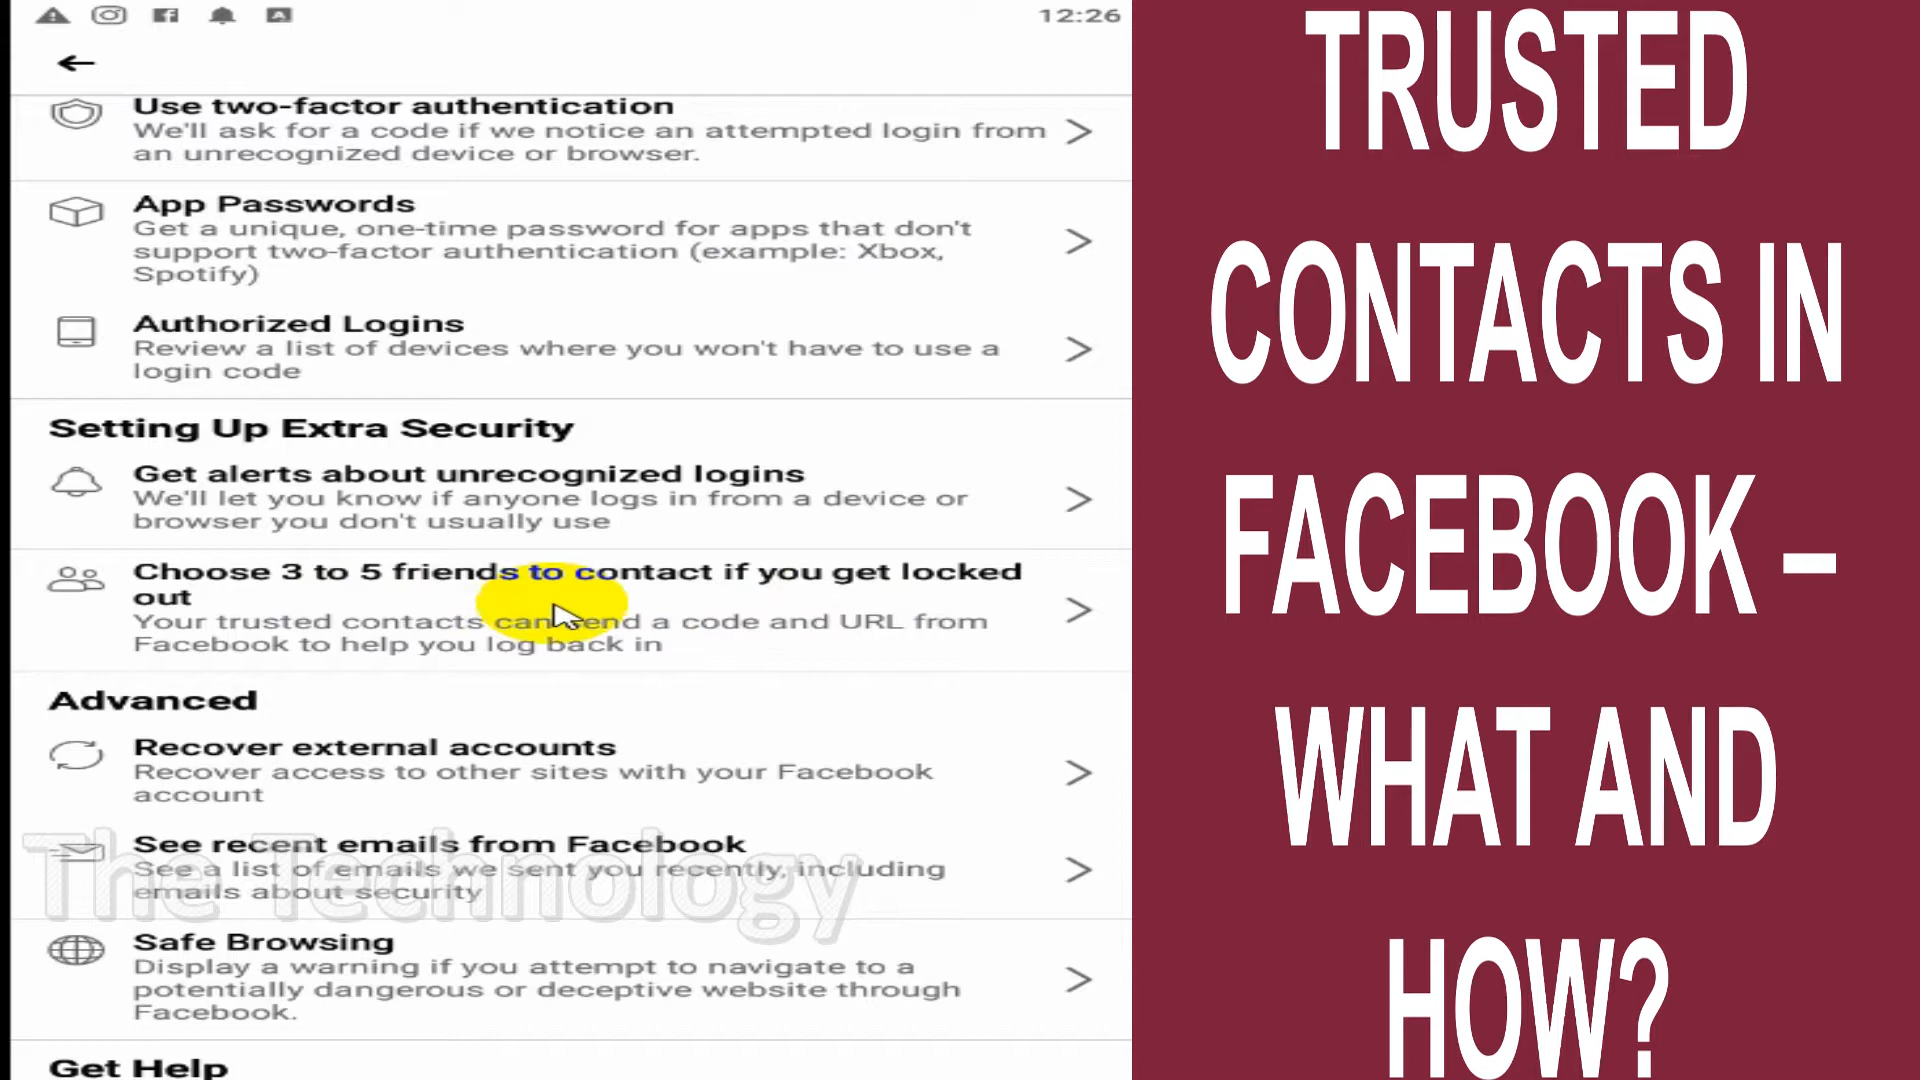 12:26
Use two-factor authentication
We'll ask for a code if we notice an attempted login from
an unrecognized device or browser.
App Passwords
Get a unique, one-time password for apps that don't
support two-factor authentication (example: Xbox,
Spotify)
Authorized Logins
Review a list of devices where you won't have to use a
login code
Setting Up Extra Security
Get alerts about unrecognized logins
We'll let you know if anyone logs in from a device or
browser you don't usually use
Choose 3 to 5 friends to contact if you get locked
out
Your trusted contacts can send a code and URL from
Facebook to help you log back in
Advanced
Recover external accounts
Recover access to other sites with your Facebook
account
See recent emails from Facebook
See a list of emails we sent you recently, including
emails about security
The Technology
Safe Browsing
Display a warning if you attempt to navigate to a
potentially dangerous or deceptive website through
Facebook.
Get Help
TRUSTED
CONTACTS IN
FACEBOOK –
WHAT AND
HOW?